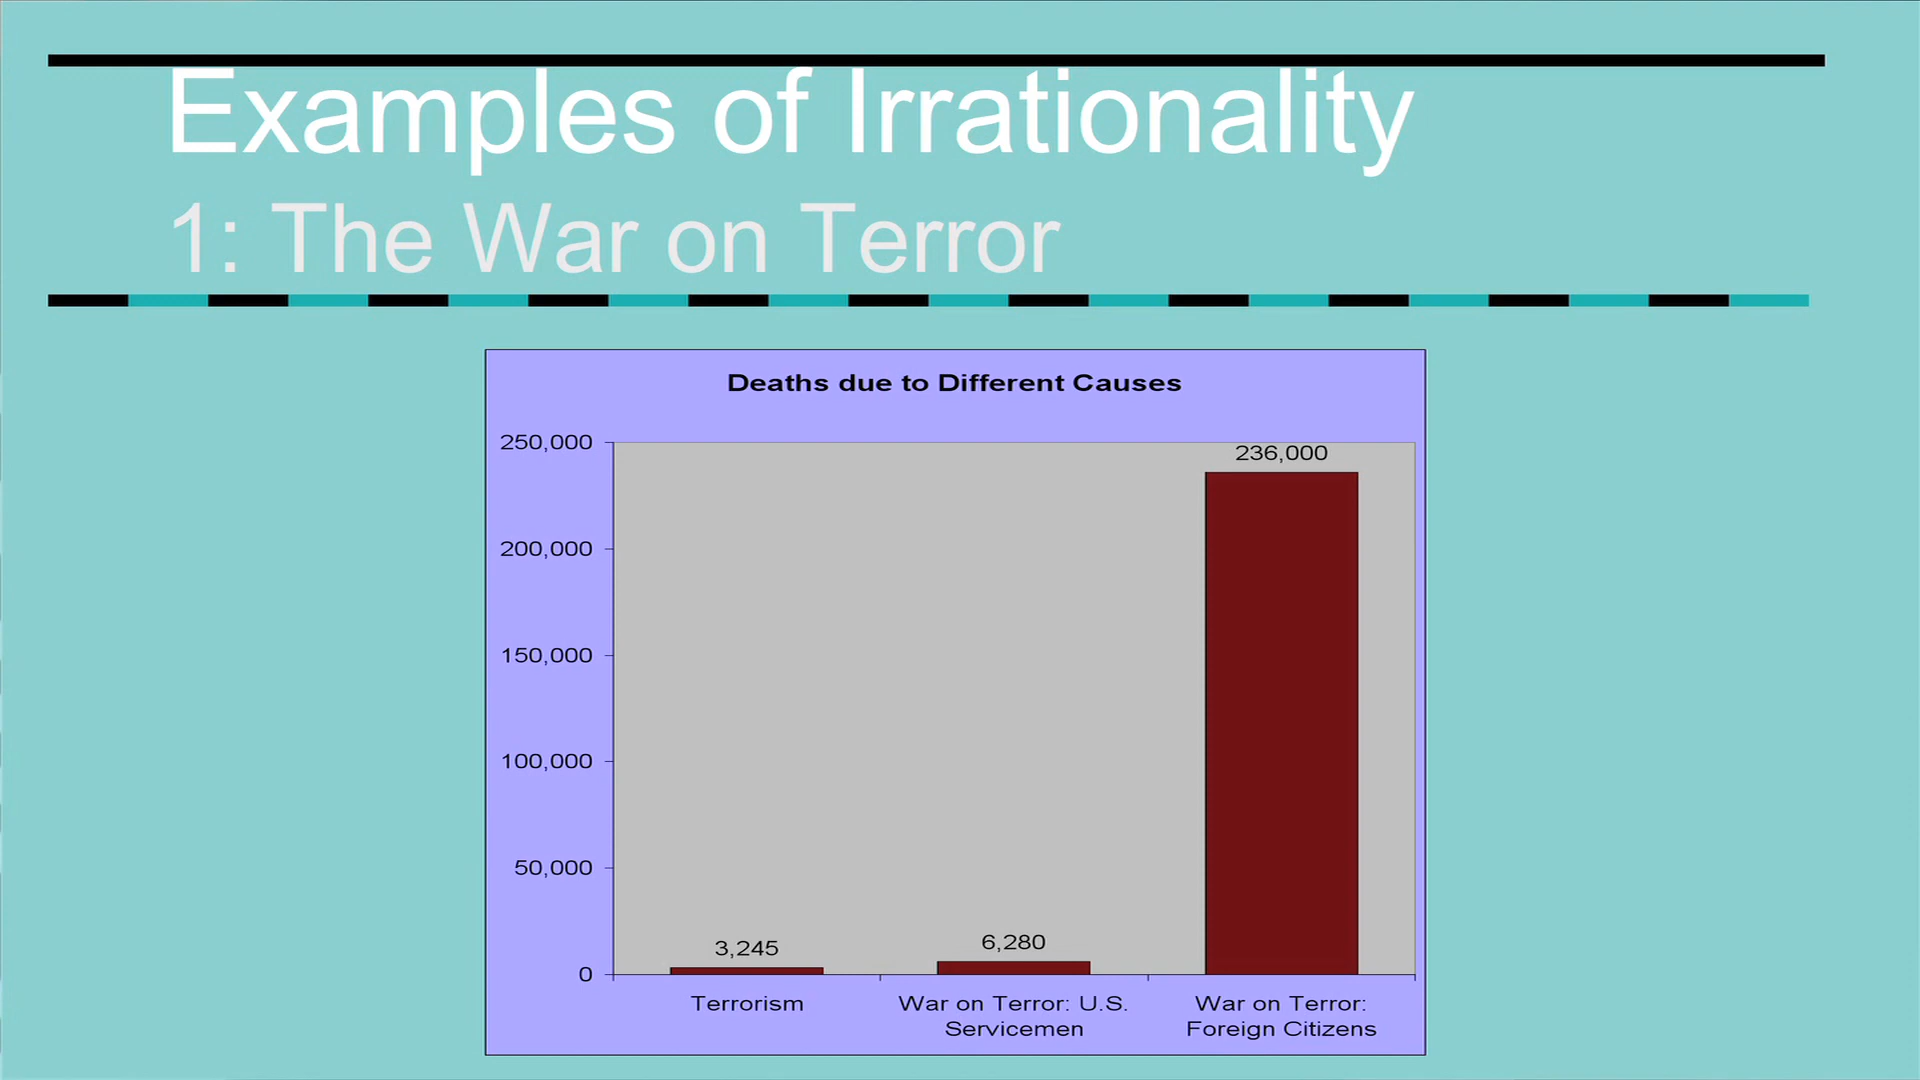 Examples of Irrationality
1: The War on Terror
Deaths due to Different Causes
250,000
200,000
150,000
100,000
50,000
0
3,245
6,280
236,000
Terrorism
War on Terror: U.S.
Servicemen
War on Terror:
Foreign Citizens